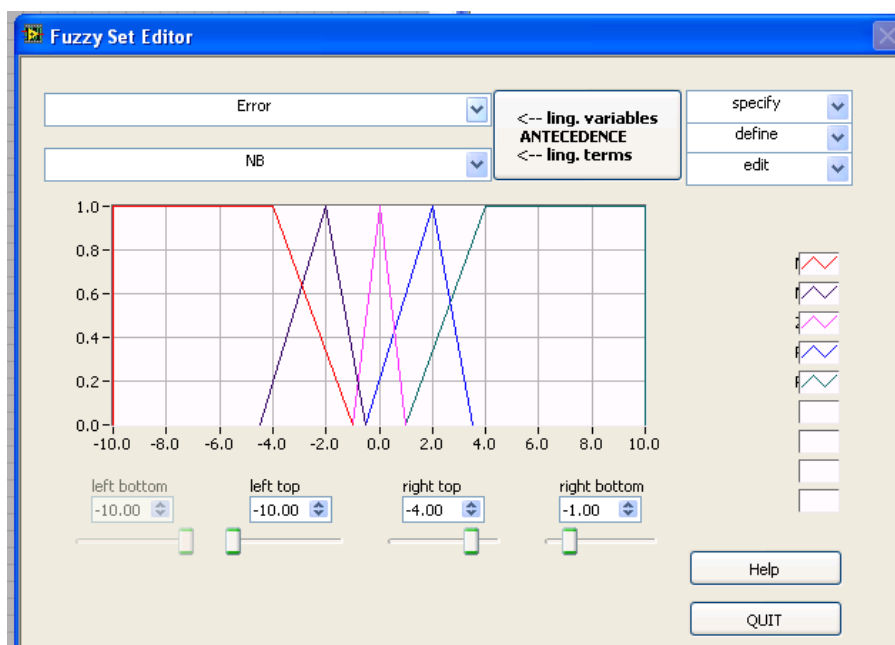 Fuzzy Set Editor
Error
<-- ling. variables
ANTECEDENCE
<-- ling. terms
specify
define
edit
NB
1.0
0.8
0.6
0.4
0.2
0.0
-10.0 -8.0 -6.0 -4.0 -2.0 0.0 2.0 4.0 6.0 8.0 10.0
left bottom left top right top right bottom
-10.00 -10.00 -4.00 -1.00
Help
QUIT